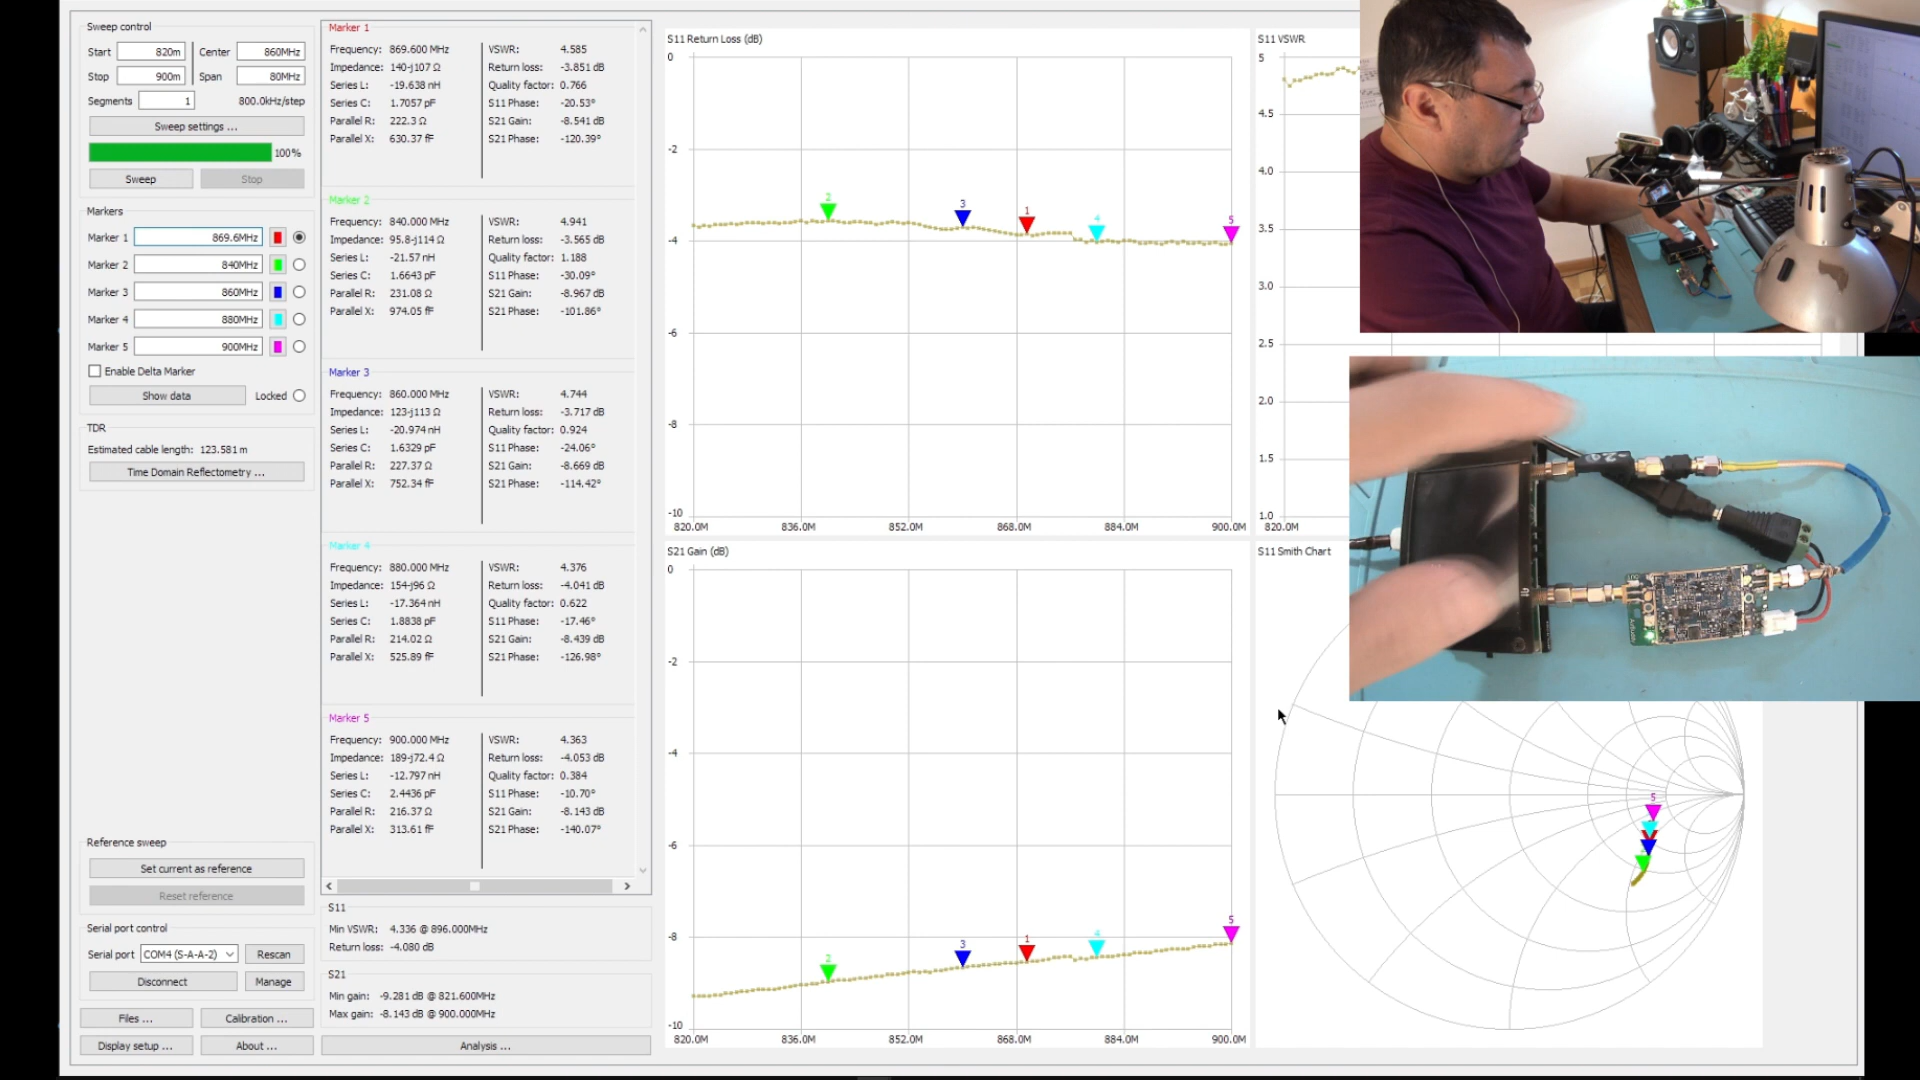 Sweep control
Start 820m Center 860MHz
Stop 900m Span 80MHz
Segments 1 800.0kHz/step
Sweep settings ...
100%
Sweep Stop
Markers
Marker 1 869.6MHz
Marker 2 840MHz
Marker 3 860MHz
Marker 4 880MHz
Marker 5 900MHz
Enable Delta Marker
Show data Locked
TDR
Estimated cable length: 123.581 m
Time Domain Reflectometry ...
Reference sweep
Set current as reference
Reset reference
Serial port control
Serial port COM4 (S-A-A-2) Rescan
Disconnect Manage
Files ... Calibration ...
Display setup ... About ...
Marker 1
Frequency: 869.600 MHz VSWR: 4.585
Impedance: 140-j107 Ω Return loss: -3.851 dB
Series L: -19.638 nH Quality factor: 0.766
Series C: 1.7057 pF S11 Phase: -20.53°
Parallel R: 222.3 Ω S21 Gain: -8.541 dB
Parallel X: 630.37 fF S21 Phase: -120.39°
Marker 2
Frequency: 840.000 MHz VSWR: 4.941
Impedance: 95.8-j114 Ω Return loss: -3.565 dB
Series L: -21.57 nH Quality factor: 1.188
Series C: 1.6643 pF S11 Phase: -30.09°
Parallel R: 231.08 Ω S21 Gain: -8.967 dB
Parallel X: 974.05 fF S21 Phase: -101.86°
Marker 3
Frequency: 860.000 MHz VSWR: 4.744
Impedance: 123-j113 Ω Return loss: -3.717 dB
Series L: -20.974 nH Quality factor: 0.924
Series C: 1.6329 pF S11 Phase: -24.06°
Parallel R: 227.37 Ω S21 Gain: -8.669 dB
Parallel X: 752.34 fF S21 Phase: -114.42°
Marker 4
Frequency: 880.000 MHz VSWR: 4.376
Impedance: 154-j96 Ω Return loss: -4.041 dB
Series L: -17.364 nH Quality factor: 0.622
Series C: 1.8838 pF S11 Phase: -17.46°
Parallel R: 214.02 Ω S21 Gain: -8.439 dB
Parallel X: 525.89 fF S21 Phase: -126.98°
Marker 5
Frequency: 900.000 MHz VSWR: 4.363
Impedance: 189-j72.4 Ω Return loss: -4.053 dB
Series L: -12.797 nH Quality factor: 0.384
Series C: 2.4436 pF S11 Phase: -10.70°
Parallel R: 216.37 Ω S21 Gain: -8.143 dB
Parallel X: 313.61 fF S21 Phase: -140.07°
S11
Min VSWR: 4.336 @ 896.000MHz
Return loss: -4.080 dB
S21
Min gain: -9.281 dB @ 821.600MHz
Max gain: -8.143 dB @ 900.000MHz
Analysis ...
S11 Return Loss (dB)
0
-2
2 3 1 4 5
-4
-6
-8
-10
820.0M 836.0M 852.0M 868.0M 884.0M 900.0M
S21 Gain (dB)
0
-2
-4
-6
-8
2 3 1 4 5
-10
820.0M 836.0M 852.0M 868.0M 884.0M 900.0M
S11 VSWR
5
4.5
4.0
3.5
3.0
2.5
2.0
1.5
1.0
820.0M
S11 Smith Chart
5